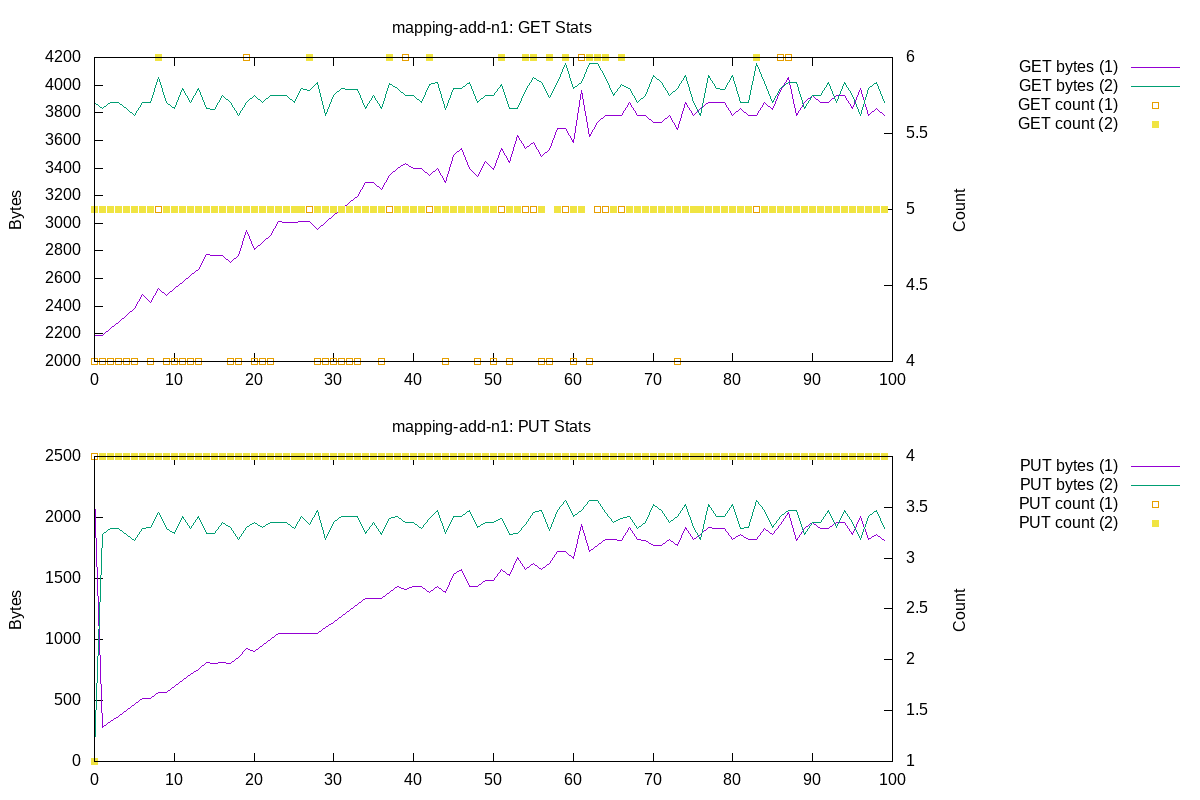 mapping-add-n1: GET Stats
4200
4000
3800
3600
3400
3200
3000
2800
2600
2400
2200
2000
Bytes
6
5.5
5
4.5
4
Count
0 10 20 30 40 50 60 70 80 90 100
GET bytes (1)
GET bytes (2)
GET count (1)
GET count (2)
mapping-add-n1: PUT Stats
2500
2000
1500
1000
500
0
Bytes
4
3.5
3
2.5
2
1.5
1
Count
0 10 20 30 40 50 60 70 80 90 100
PUT bytes (1)
PUT bytes (2)
PUT count (1)
PUT count (2)